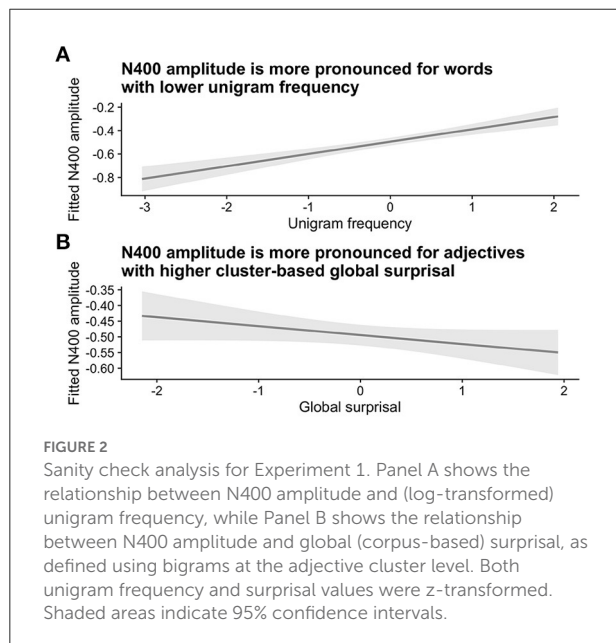 A
N400 amplitude is more pronounced for words
with lower unigram frequency
Fitted N400 amplitude
-0.2
-0.4
-0.6
-0.8
-3 -2 -1 0 1 2
Unigram frequency
B
N400 amplitude is more pronounced for adjectives
with higher cluster-based global surprisal
Fitted N400 amplitude
-0.35
-0.40
-0.45
-0.50
-0.55
-0.60
-2 -1 0 1 2
Global surprisal
FIGURE 2
Sanity check analysis for Experiment 1. Panel A shows the
relationship between N400 amplitude and (log-transformed)
unigram frequency, while Panel B shows the relationship
between N400 amplitude and global (corpus-based) surprisal, as
defined using bigrams at the adjective cluster level. Both
unigram frequency and surprisal values were z-transformed.
Shaded areas indicate 95% confidence intervals.